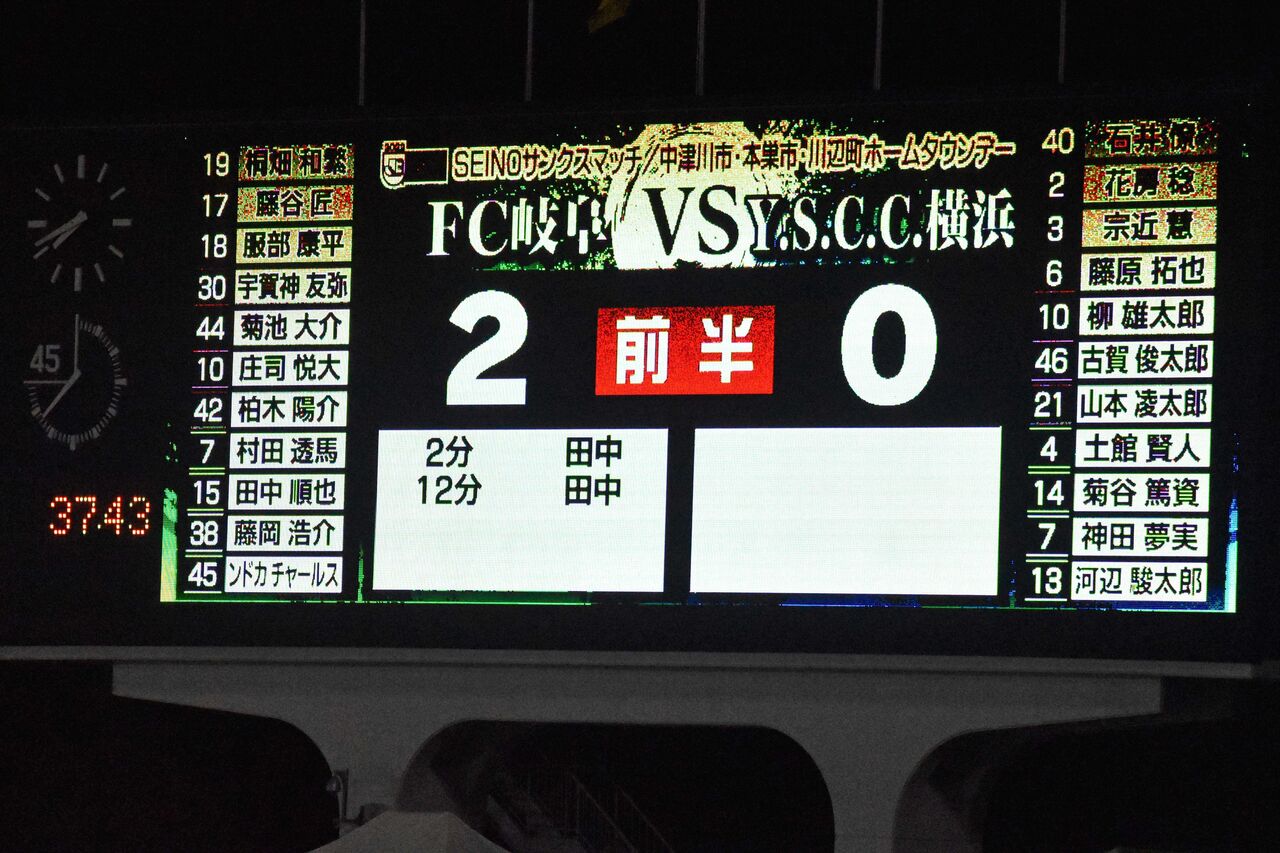 SEINOサンクスマッチ/中津川市・本巣市・川辺町ホームタウンデー
FC岐阜 VS Y.S.C.C.横浜
2 前半 0
2分 田中
12分 田中
19 桐畑 和繁
17 藤谷 匠
18 服部 康平
30 宇賀神 友弥
44 菊池 大介
10 庄司 悦大
42 柏木 陽介
7 村田 透馬
15 田中 順也
38 藤岡 浩介
45 ンドカ チャールス
40 石井 僚
2 花房 稔
3 宗近 慧
6 藤原 拓也
10 柳 雄太郎
46 古賀 俊太郎
21 山本 凌太郎
4 土館 賢人
14 菊谷 篤資
7 神田 夢実
13 河辺 駿太郎
45
37:43